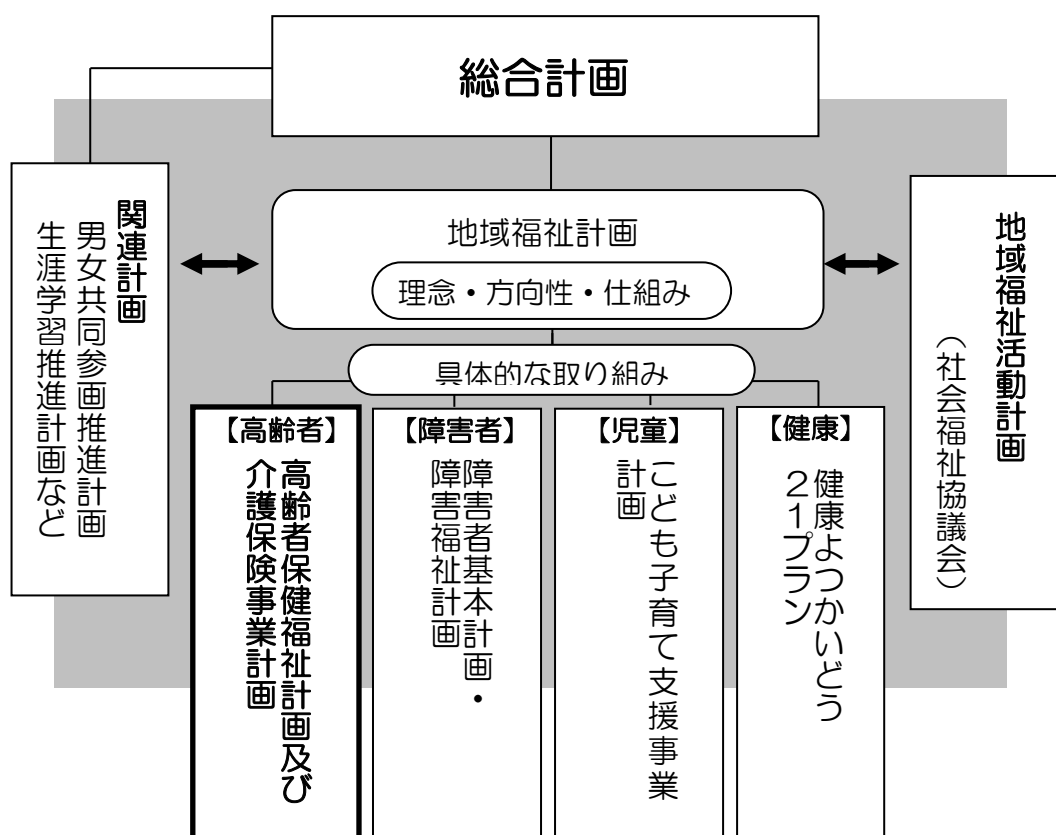 総合計画
関連計画
男女共同参画推進計画
生涯学習推進計画など
地域福祉計画
理念・方向性・仕組み
地域福祉活動計画
（社会福祉協議会）
具体的な取り組み
【高齢者】
高齢者保健福祉計画及び
介護保険事業計画
【障害者】
障害者基本計画・
障害福祉計画
【児童】
こども子育て支援事業
計画
【健康】
健康よつかいどう
２１プラン